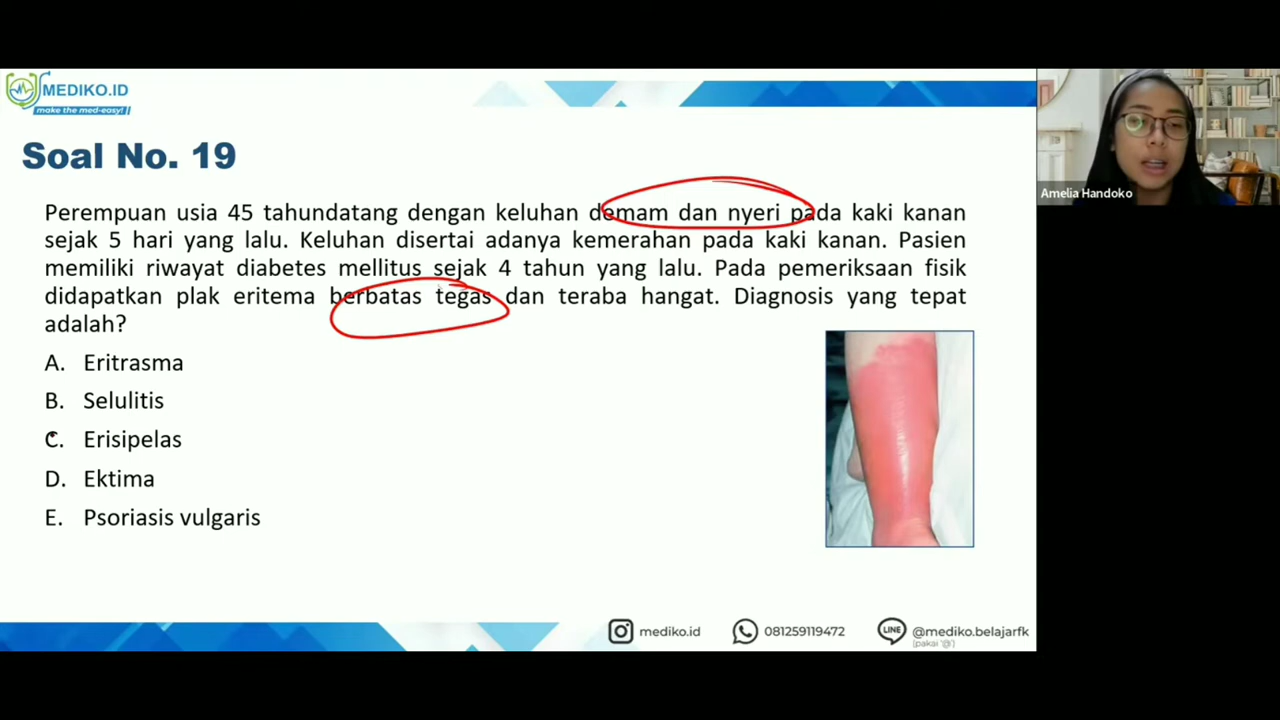 MEDIKO.ID
make the med-easy!
Soal No. 19
Perempuan usia 45 tahundatang dengan keluhan demam dan nyeri pada kaki kanan
sejak 5 hari yang lalu. Keluhan disertai adanya kemerahan pada kaki kanan. Pasien
memiliki riwayat diabetes mellitus sejak 4 tahun yang lalu. Pada pemeriksaan fisik
didapatkan plak eritema berbatas tegas dan teraba hangat. Diagnosis yang tepat
adalah?
A. Eritrasma
B. Selulitis
C. Erisipelas
D. Ektima
E. Psoriasis vulgaris
Amelia Handoko
mediko.id
081259119472
LINE
@mediko.belajarfk
(pakai '@')